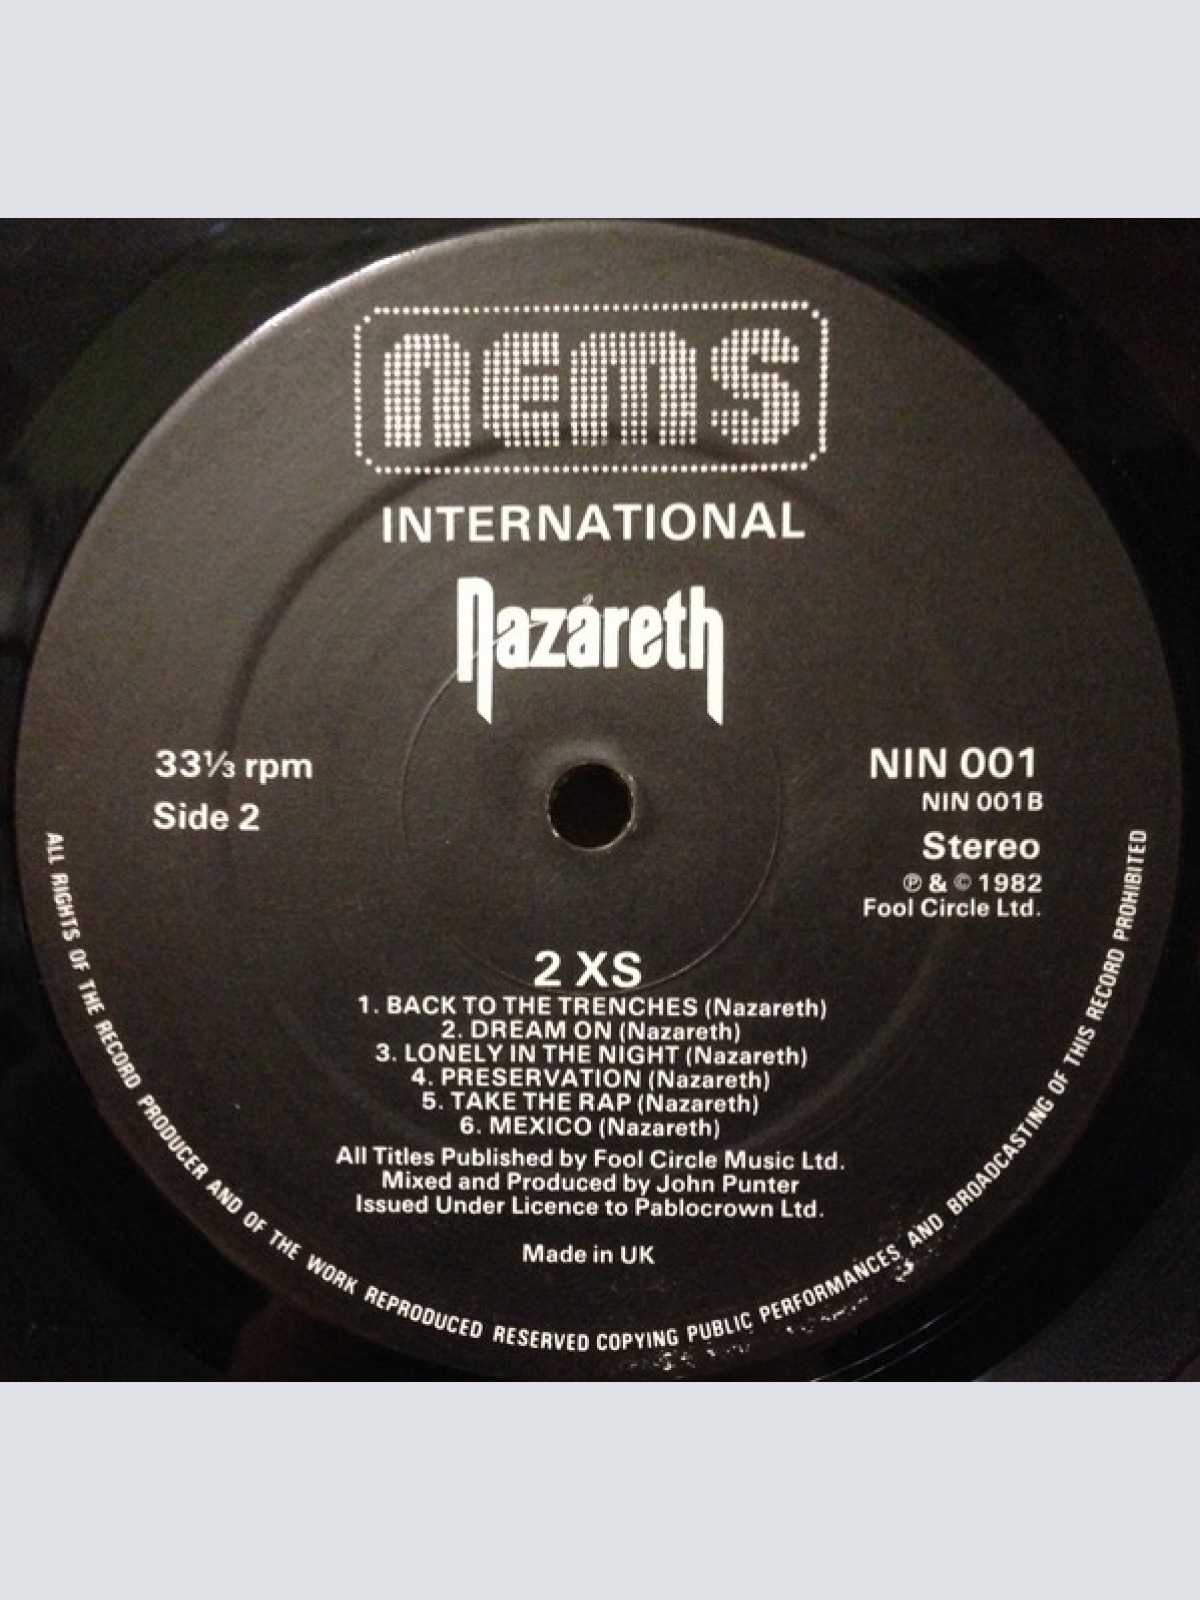 nems
INTERNATIONAL
Nazareth
33⅓ rpm
Side 2
NIN 001
NIN 001B
Stereo
℗ & © 1982
Fool Circle Ltd.
2 XS
1. BACK TO THE TRENCHES (Nazareth)
2. DREAM ON (Nazareth)
3. LONELY IN THE NIGHT (Nazareth)
4. PRESERVATION (Nazareth)
5. TAKE THE RAP (Nazareth)
6. MEXICO (Nazareth)
All Titles Published by Fool Circle Music Ltd.
Mixed and Produced by John Punter
Issued Under Licence to Pablocrown Ltd.
Made in UK
ALL RIGHTS OF THE RECORD PRODUCER AND OF THE WORK REPRODUCED RESERVED COPYING PUBLIC PERFORMANCES AND BROADCASTING OF THIS RECORD PROHIBITED